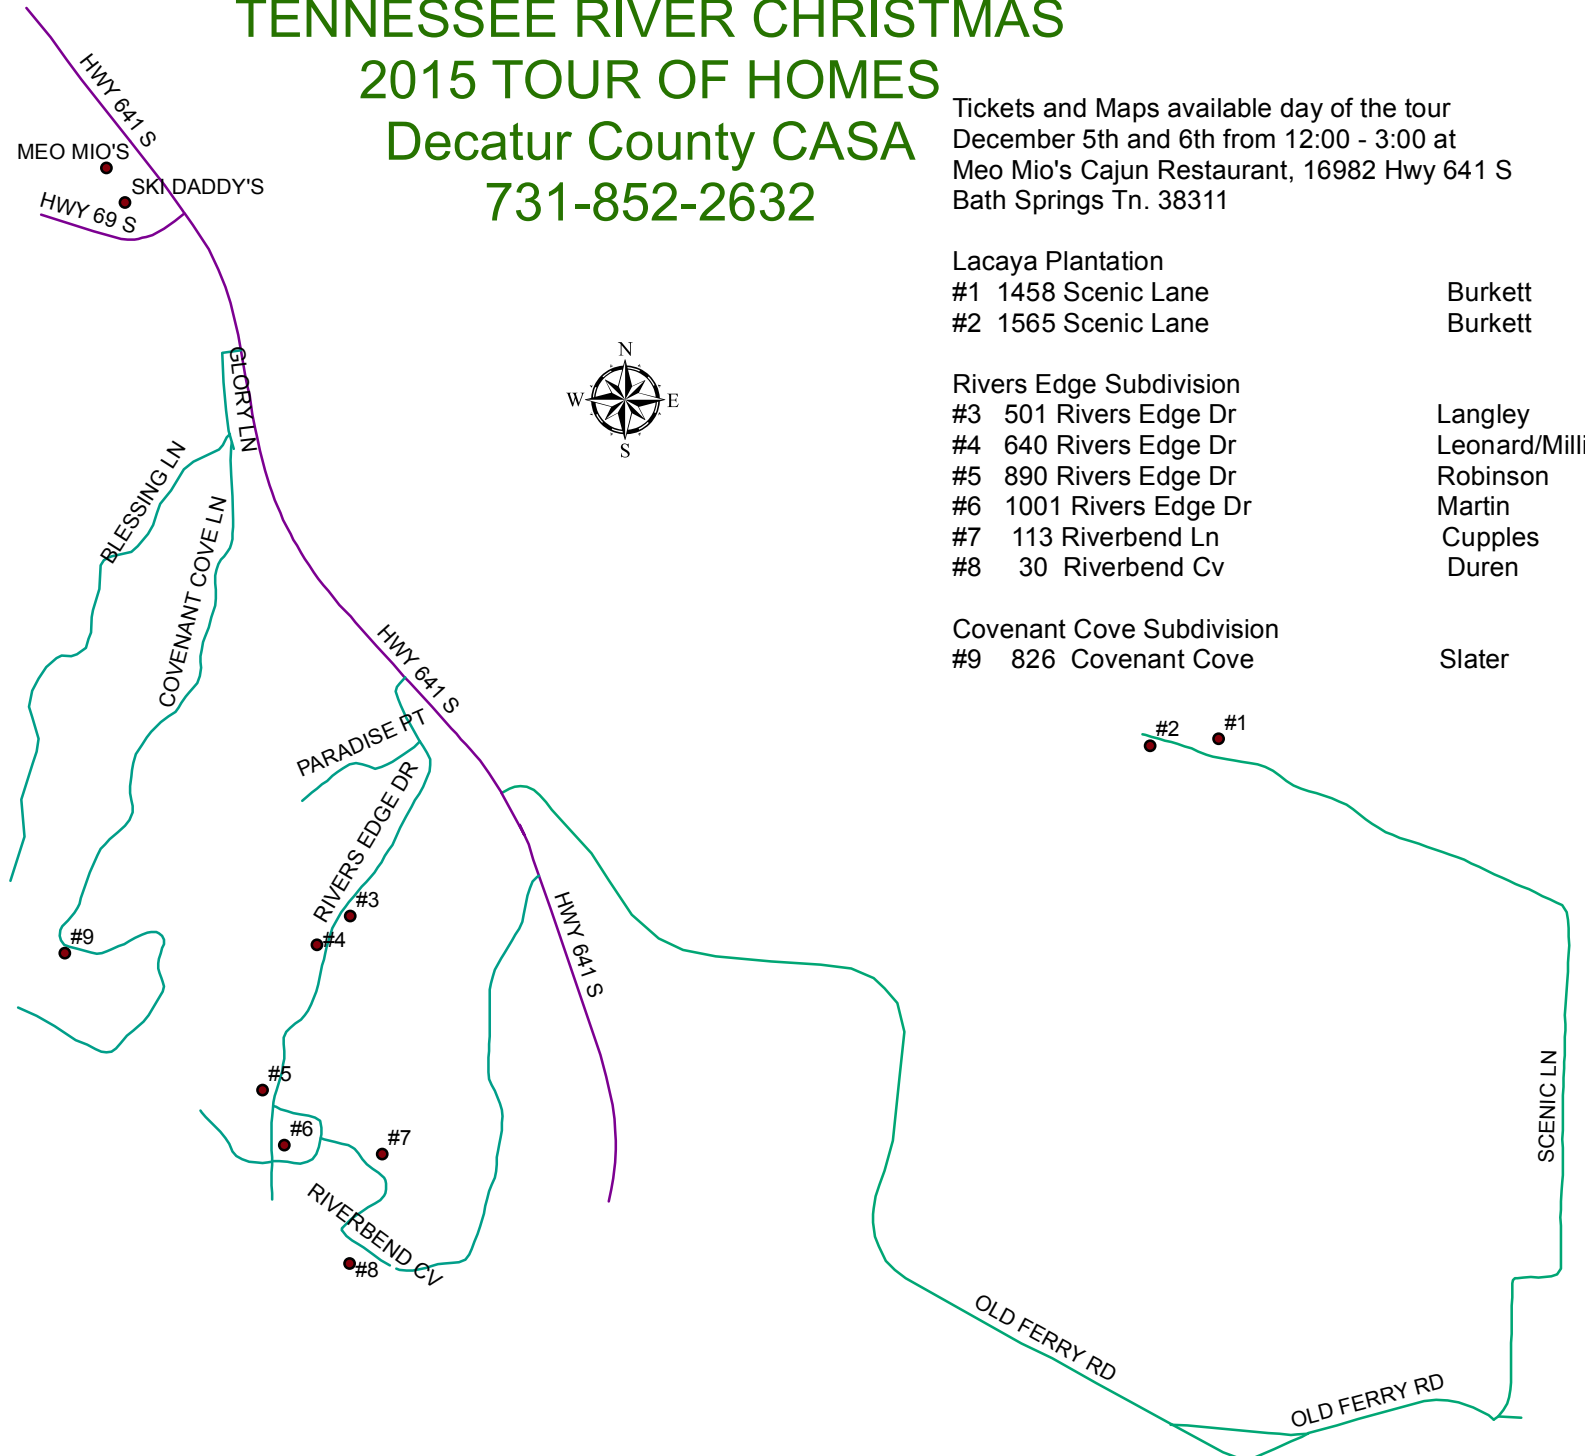 TENNESSEE RIVER CHRISTMAS
2015 TOUR OF HOMES
Decatur County CASA
731-852-2632
Tickets and Maps available day of the tour
December 5th and 6th from 12:00 - 3:00 at
Meo Mio's Cajun Restaurant, 16982 Hwy 641 S
Bath Springs Tn. 38311
Lacaya Plantation
#1 1458 Scenic Lane Burkett
#2 1565 Scenic Lane Burkett
Rivers Edge Subdivision
#3 501 Rivers Edge Dr Langley
#4 640 Rivers Edge Dr Leonard/Milli
#5 890 Rivers Edge Dr Robinson
#6 1001 Rivers Edge Dr Martin
#7 113 Riverbend Ln Cupples
#8 30 Riverbend Cv Duren
Covenant Cove Subdivision
#9 826 Covenant Cove Slater
HWY 641 S
MEO MIO'S
SKI DADDY'S
HWY 69 S
GLORY LN
N
W
E
S
BLESSING LN
COVENANT COVE LN
HWY 641 S
PARADISE PT
RIVERS EDGE DR
#2
#1
#3
#4
#9
HWY 641 S
#5
#6
#7
RIVERBEND CV
#8
SCENIC LN
OLD FERRY RD
OLD FERRY RD